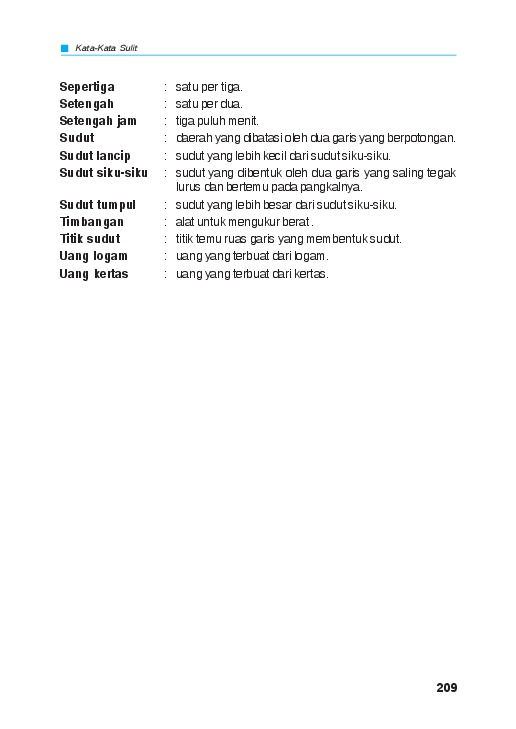 Kata-Kata Sulit
Sepertiga : satu per tiga.
Setengah : satu per dua.
Setengah jam : tiga puluh menit.
Sudut : daerah yang dibatasi oleh dua garis yang berpotongan.
Sudut lancip : sudut yang lebih kecil dari sudut siku-siku.
Sudut siku-siku : sudut yang dibentuk oleh dua garis yang saling tegak
lurus dan bertemu pada pangkalnya.
Sudut tumpul : sudut yang lebih besar dari sudut siku-siku.
Timbangan : alat untuk mengukur berat .
Titik sudut : titik temu ruas garis yang membentuk sudut.
Uang logam : uang yang terbuat dari logam.
Uang kertas : uang yang terbuat dari kertas.
209